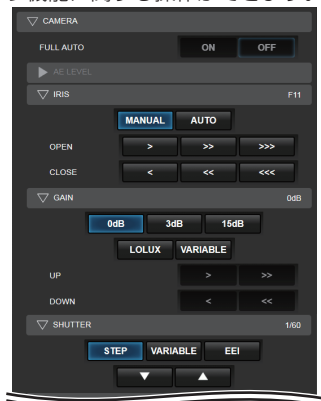 CAMERA
FULL AUTO ON OFF
AE LEVEL
IRIS F11
MANUAL AUTO
OPEN > >> >>>
CLOSE < << <<<
GAIN 0dB
0dB 3dB 15dB
LOLUX VARIABLE
UP > >>
DOWN < <<
SHUTTER 1/60
STEP VARIABLE EEI